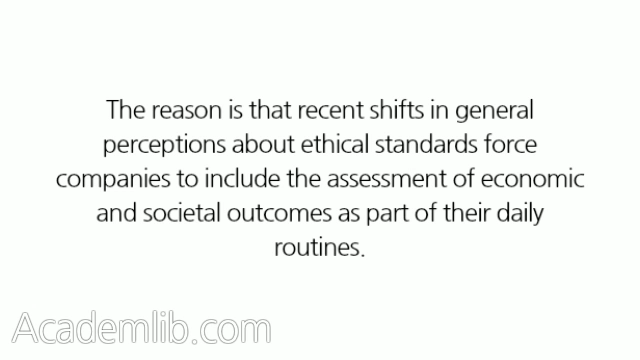 The reason is that recent shifts in general
perceptions about ethical standards force
companies to include the assessment of economic
and societal outcomes as part of their daily
routines.
Academlib.com